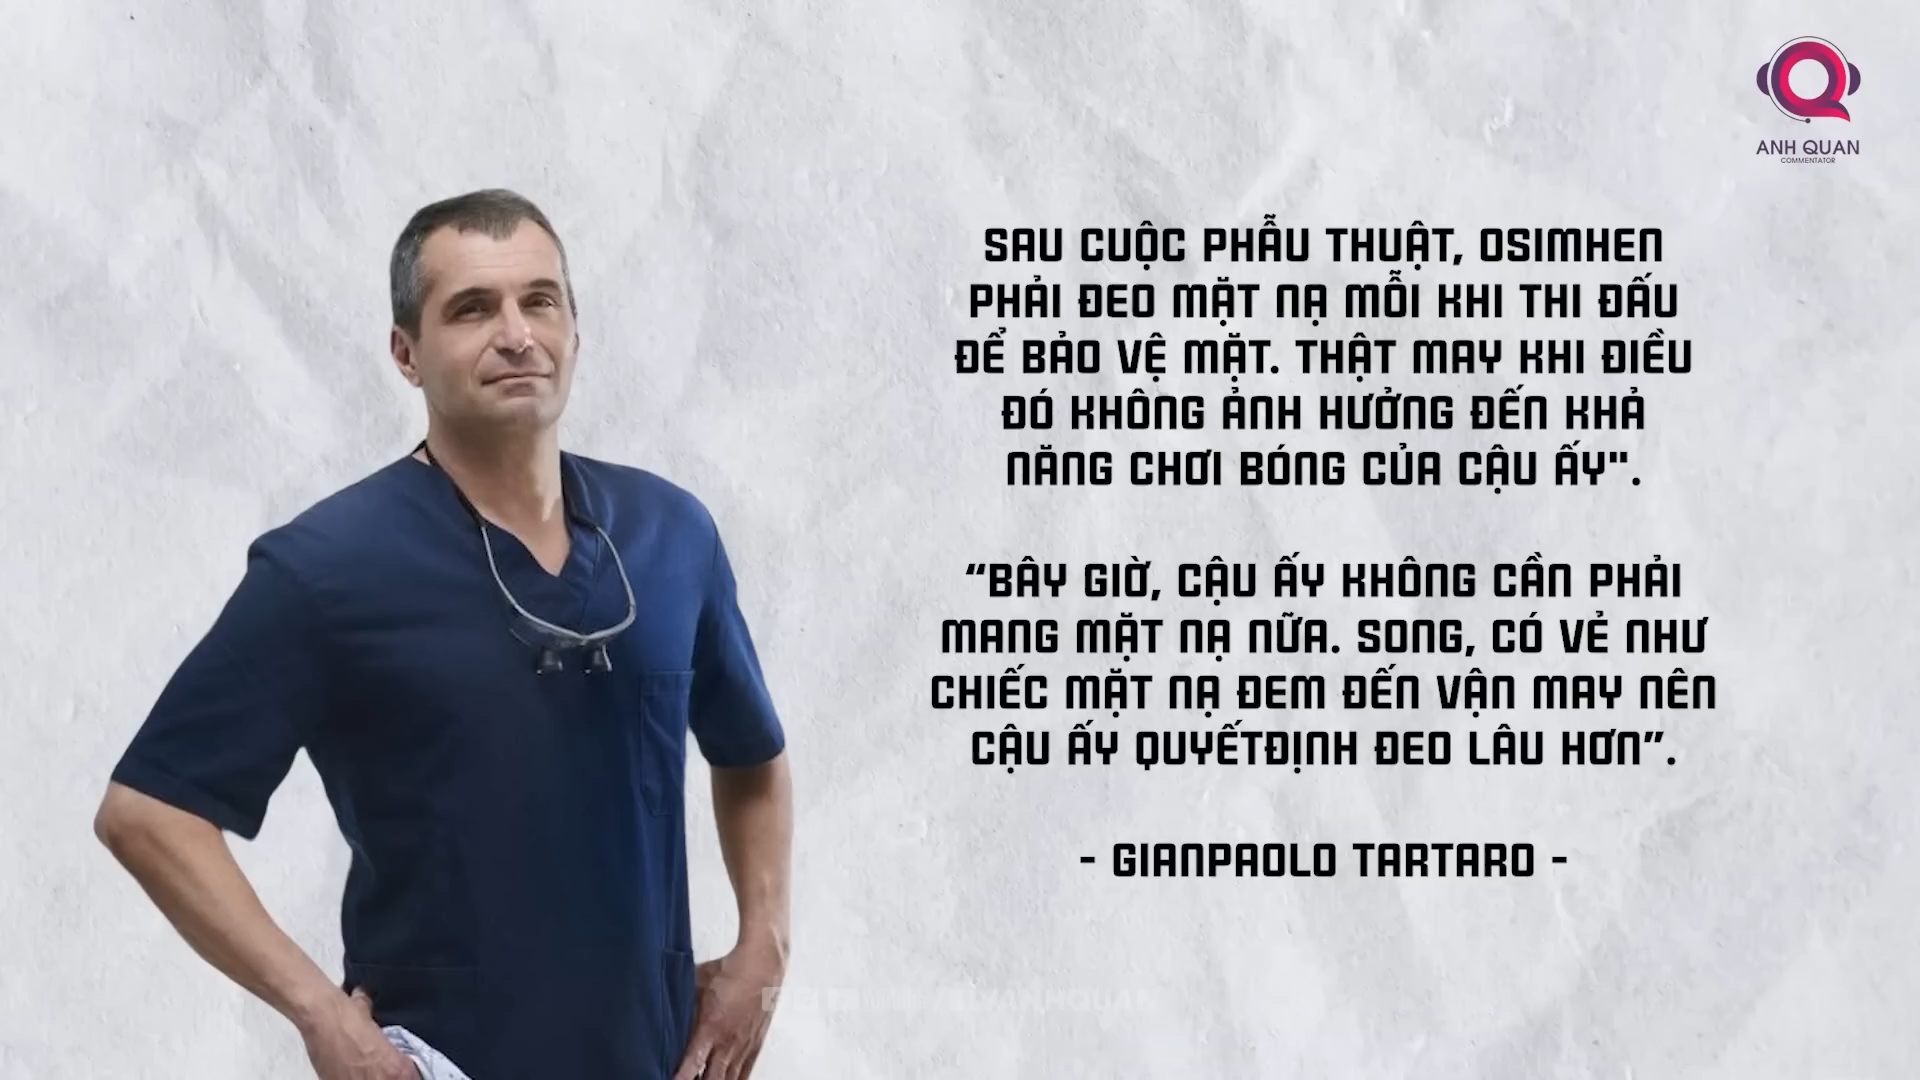 ANH QUAN
COMMENTATOR
SAU CUỘC PHẪU THUẬT, OSIMHEN
PHẢI ĐEO MẶT NẠ MỖI KHI THI ĐẤU
ĐỂ BẢO VỆ MẶT. THẬT MAY KHI ĐIỀU
ĐÓ KHÔNG ẢNH HƯỞNG ĐẾN KHẢ
NĂNG CHƠI BÓNG CỦA CẬU ẤY".
“BÂY GIỜ, CẬU ẤY KHÔNG CẦN PHẢI
MANG MẶT NẠ NỮA. SONG, CÓ VẺ NHƯ
CHIẾC MẶT NẠ ĐEM ĐẾN VẬN MAY NÊN
CẬU ẤY QUYẾTĐỊNH ĐEO LÂU HƠN”.
- GIANPAOLO TARTARO -